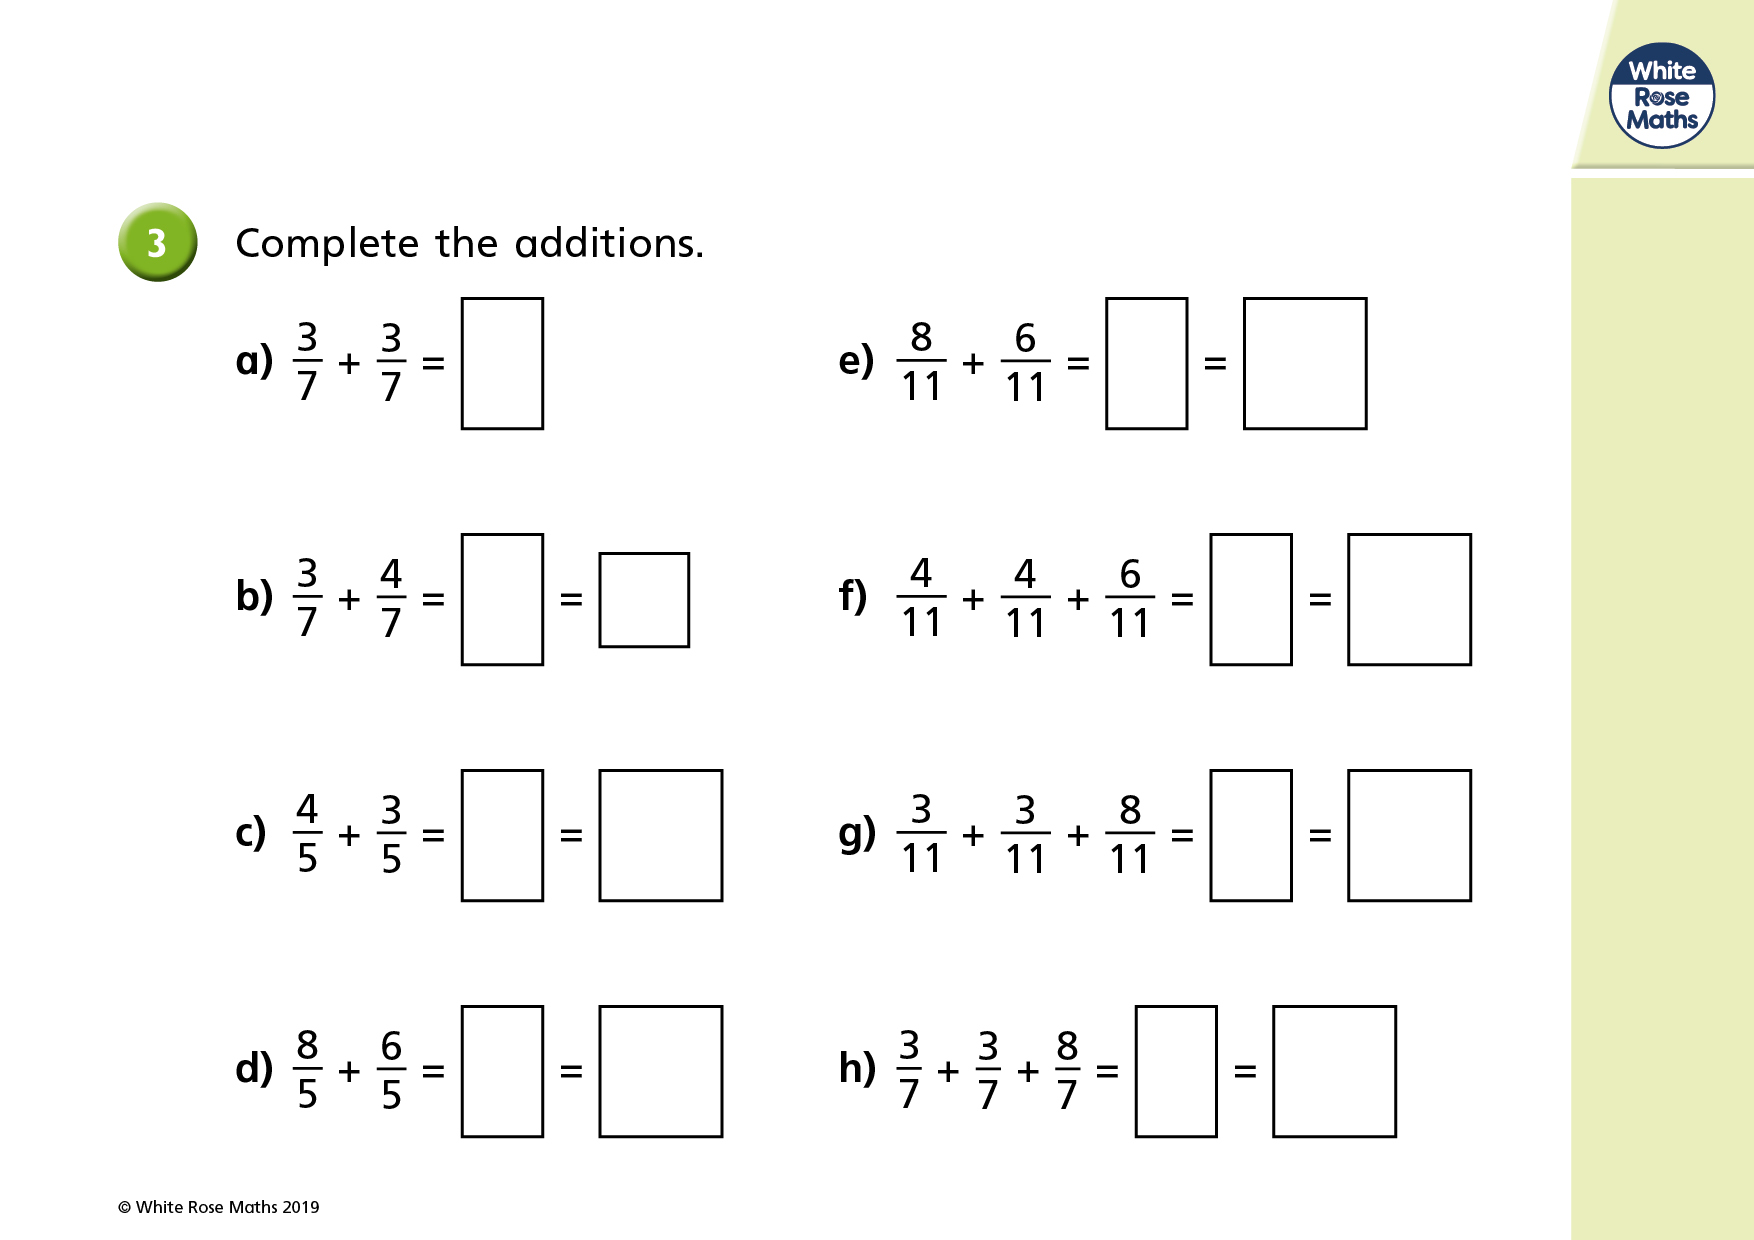 White
Rose
Maths
3 Complete the additions.
a) 3/7 + 3/7 =
b) 3/7 + 4/7 = =
c) 4/5 + 3/5 = =
d) 8/5 + 6/5 = =
e) 8/11 + 6/11 = =
f) 4/11 + 4/11 + 6/11 = =
g) 3/11 + 3/11 + 8/11 = =
h) 3/7 + 3/7 + 8/7 = =
© White Rose Maths 2019